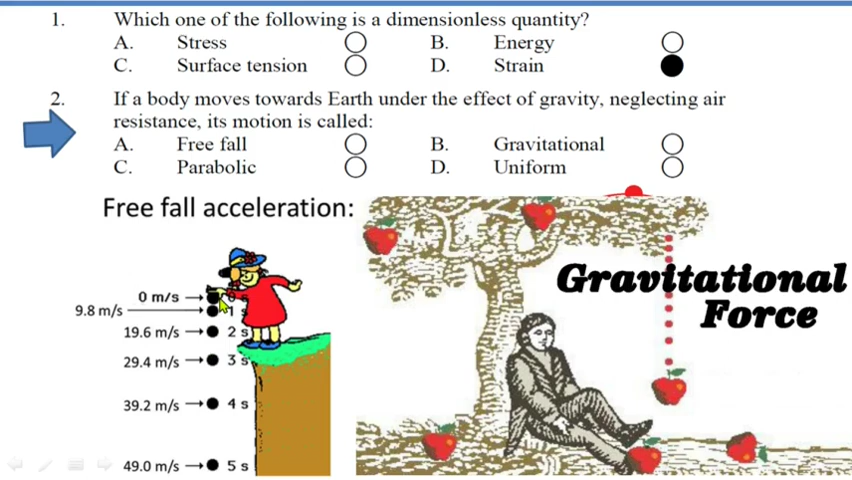 1. Which one of the following is a dimensionless quantity?
A. Stress B. Energy
C. Surface tension D. Strain
2. If a body moves towards Earth under the effect of gravity, neglecting air
resistance, its motion is called:
A. Free fall B. Gravitational
C. Parabolic D. Uniform
Free fall acceleration:
0 m/s 0 s
9.8 m/s 1 s
19.6 m/s 2 s
29.4 m/s 3 s
39.2 m/s 4 s
49.0 m/s 5 s
Gravitational
Force